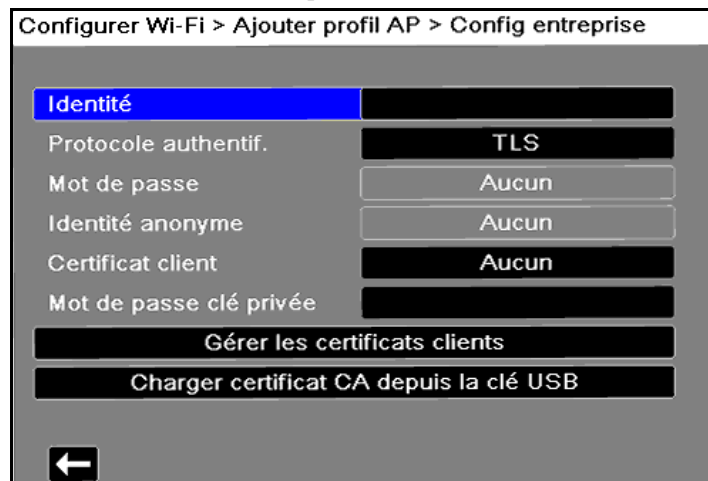 Configurer Wi-Fi > Ajouter profil AP > Config entreprise
Identité
Protocole authentif. TLS
Mot de passe Aucun
Identité anonyme Aucun
Certificat client Aucun
Mot de passe clé privée
Gérer les certificats clients
Charger certificat CA depuis la clé USB